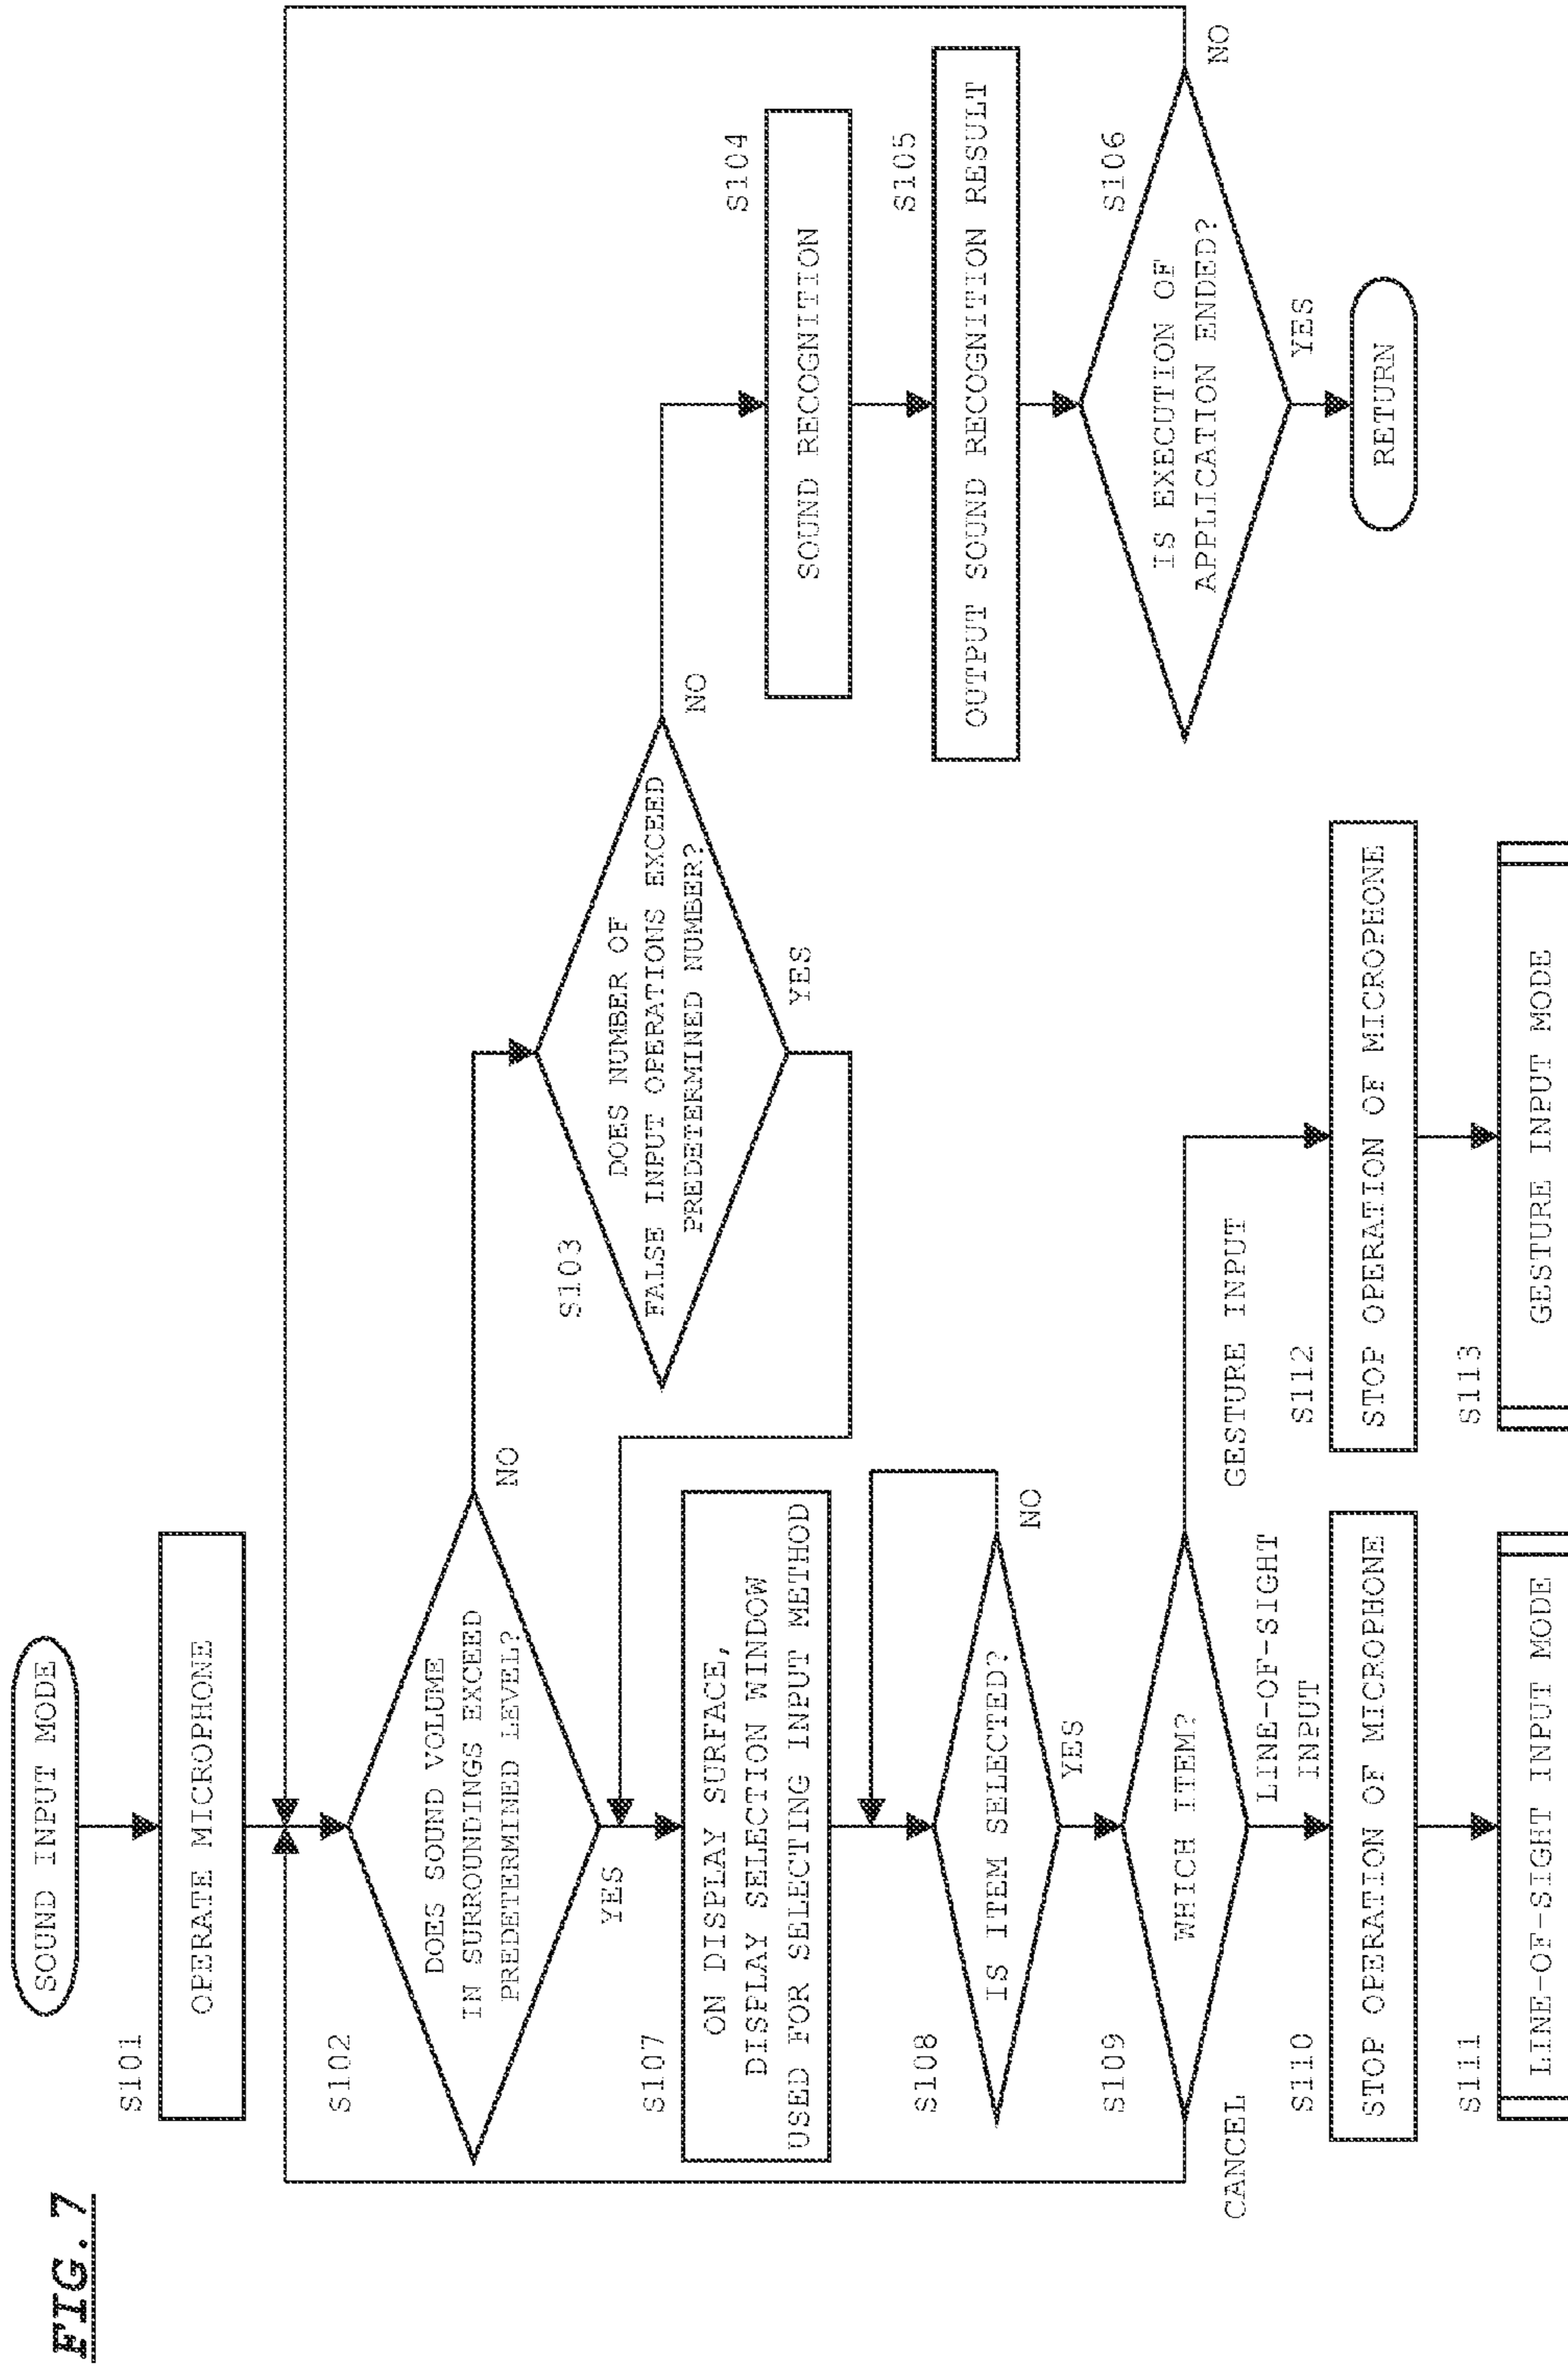 FIG. 7
SOUND INPUT MODE
S101
OPERATE MICROPHONE
S102
DOES SOUND VOLUME
IN SURROUNDINGS EXCEED
PREDETERMINED LEVEL?
NO
YES
S103
DOES NUMBER OF
FALSE INPUT OPERATIONS EXCEED
PREDETERMINED NUMBER?
NO
YES
S104
SOUND RECOGNITION
S105
OUTPUT SOUND RECOGNITION RESULT
S106
IS EXECUTION OF
APPLICATION ENDED?
NO
YES
RETURN
S107
ON DISPLAY SURFACE,
DISPLAY SELECTION WINDOW
USED FOR SELECTING INPUT METHOD
S108
IS ITEM SELECTED?
NO
YES
S109
WHICH ITEM?
CANCEL
LINE-OF-SIGHT
INPUT
GESTURE INPUT
S110
STOP OPERATION OF MICROPHONE
S111
LINE-OF-SIGHT INPUT MODE
S112
STOP OPERATION OF MICROPHONE
S113
GESTURE INPUT MODE